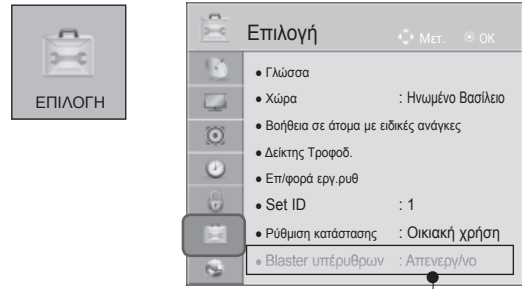 ΕΠΙΛΟΓΗ
Επιλογή Μετ. OK
● Γλώσσα
● Χώρα : Ηνωμένο Βασίλειο
● Βοήθεια σε άτομα με ειδικές ανάγκες
● Δείκτης Τροφοδ.
● Επ/φορά εργ.ρυθ
● Set ID : 1
● Ρύθμιση κατάστασης : Οικιακή χρήση
● Blaster υπέρυθρων : Απενεργ/νο